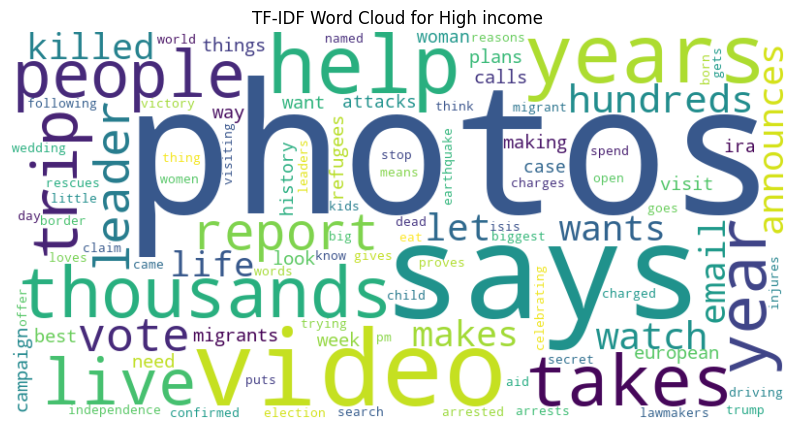 TF-IDF Word Cloud for High income
killed
world
things
named
woman
reasons
plans
calls
years
born
gets
people
help
following
victory
way
want
attacks
think
migrant
hundreds
announces
trip
leader
photos
wedding
thing
visiting
women
rescues
little
history
leaders
refugees
stop
means
kids
earthquake
making
case
charges
spend
open
ira
visit
goes
day
border
loves
claim
came
report
life
look
words
big
know
gives
dead
eat
let
isis
biggest
proves
wants
says
email
year
injures
offer
campaign
thousands
child
celebrating
charged
best
vote
migrants
trying
week
pm
makes
watch
european
need
live
puts
video
aid
secret
takes
driving
independence
confirmed
election
search
arrested
arrests
lawmakers
trump